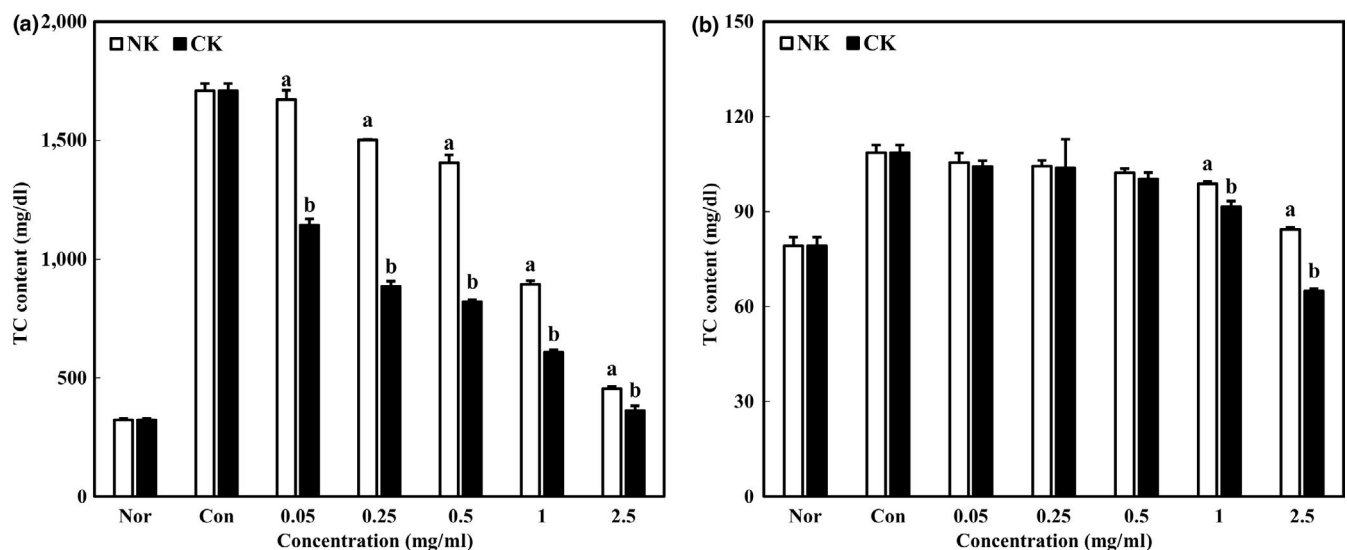 (a)
2,000
NK CK
a
a
a
1,500
b
TC content (mg/dl)
1,000
b
b
a
b
500
a
b
0
Nor Con 0.05 0.25 0.5 1 2.5
Concentration (mg/ml)
(b)
150
NK CK
120
a
b
90
a
TC content (mg/dl)
b
60
30
0
Nor Con 0.05 0.25 0.5 1 2.5
Concentration (mg/ml)